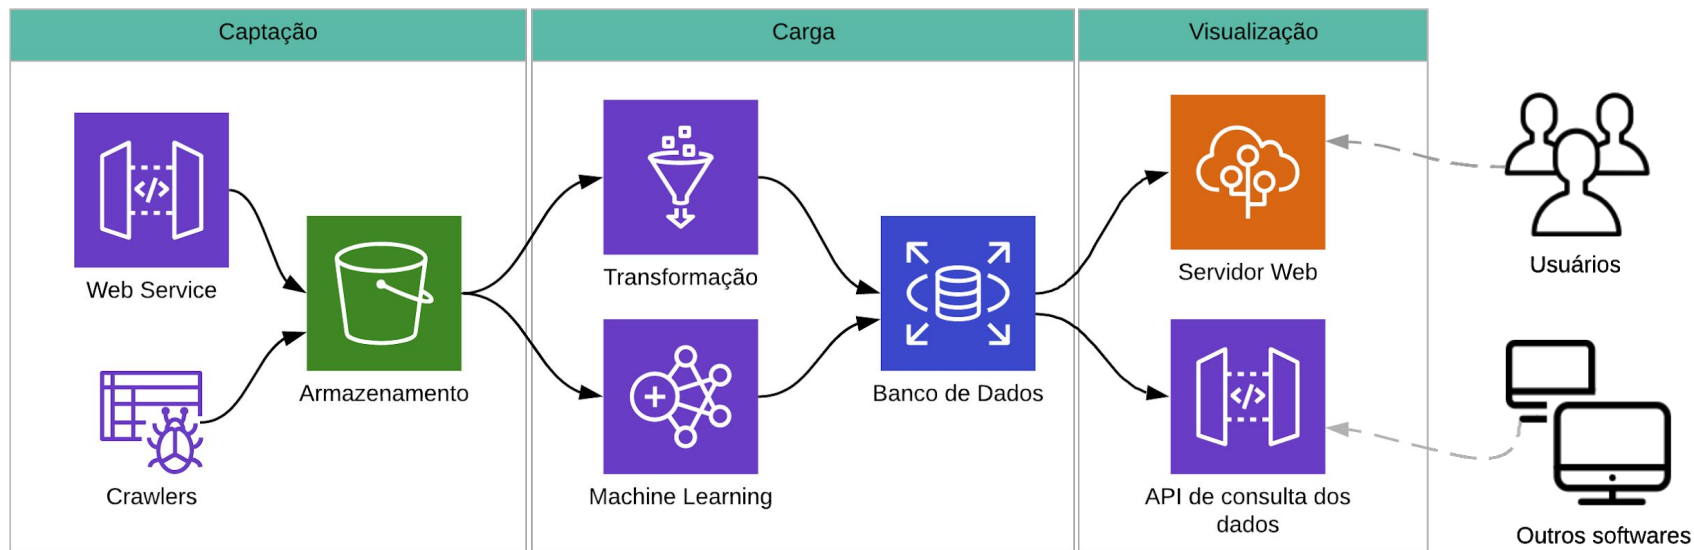 Captação
Carga
Visualização
Web Service
Crawlers
Armazenamento
Transformação
Machine Learning
Banco de Dados
Servidor Web
API de consulta dos
dados
Usuários
Outros softwares